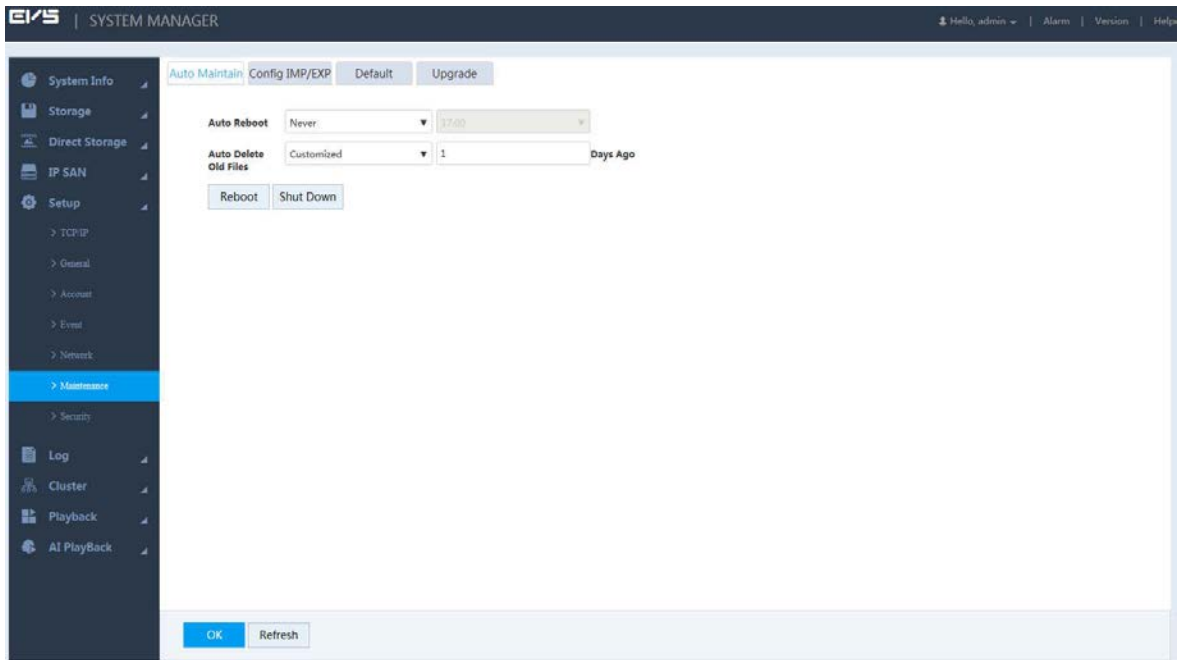 EVS | SYSTEM MANAGER
Hello, admin | Alarm | Version | Help
System Info
Storage
Direct Storage
IP SAN
Setup
> TCP/IP
> General
> Account
> Event
> Network
> Maintenance
> Security
Log
Cluster
Playback
AI PlayBack
Auto Maintain Config IMP/EXP Default Upgrade
Auto Reboot Never 17:00
Auto Delete Customized 1 Days Ago
Old Files
Reboot Shut Down
OK Refresh